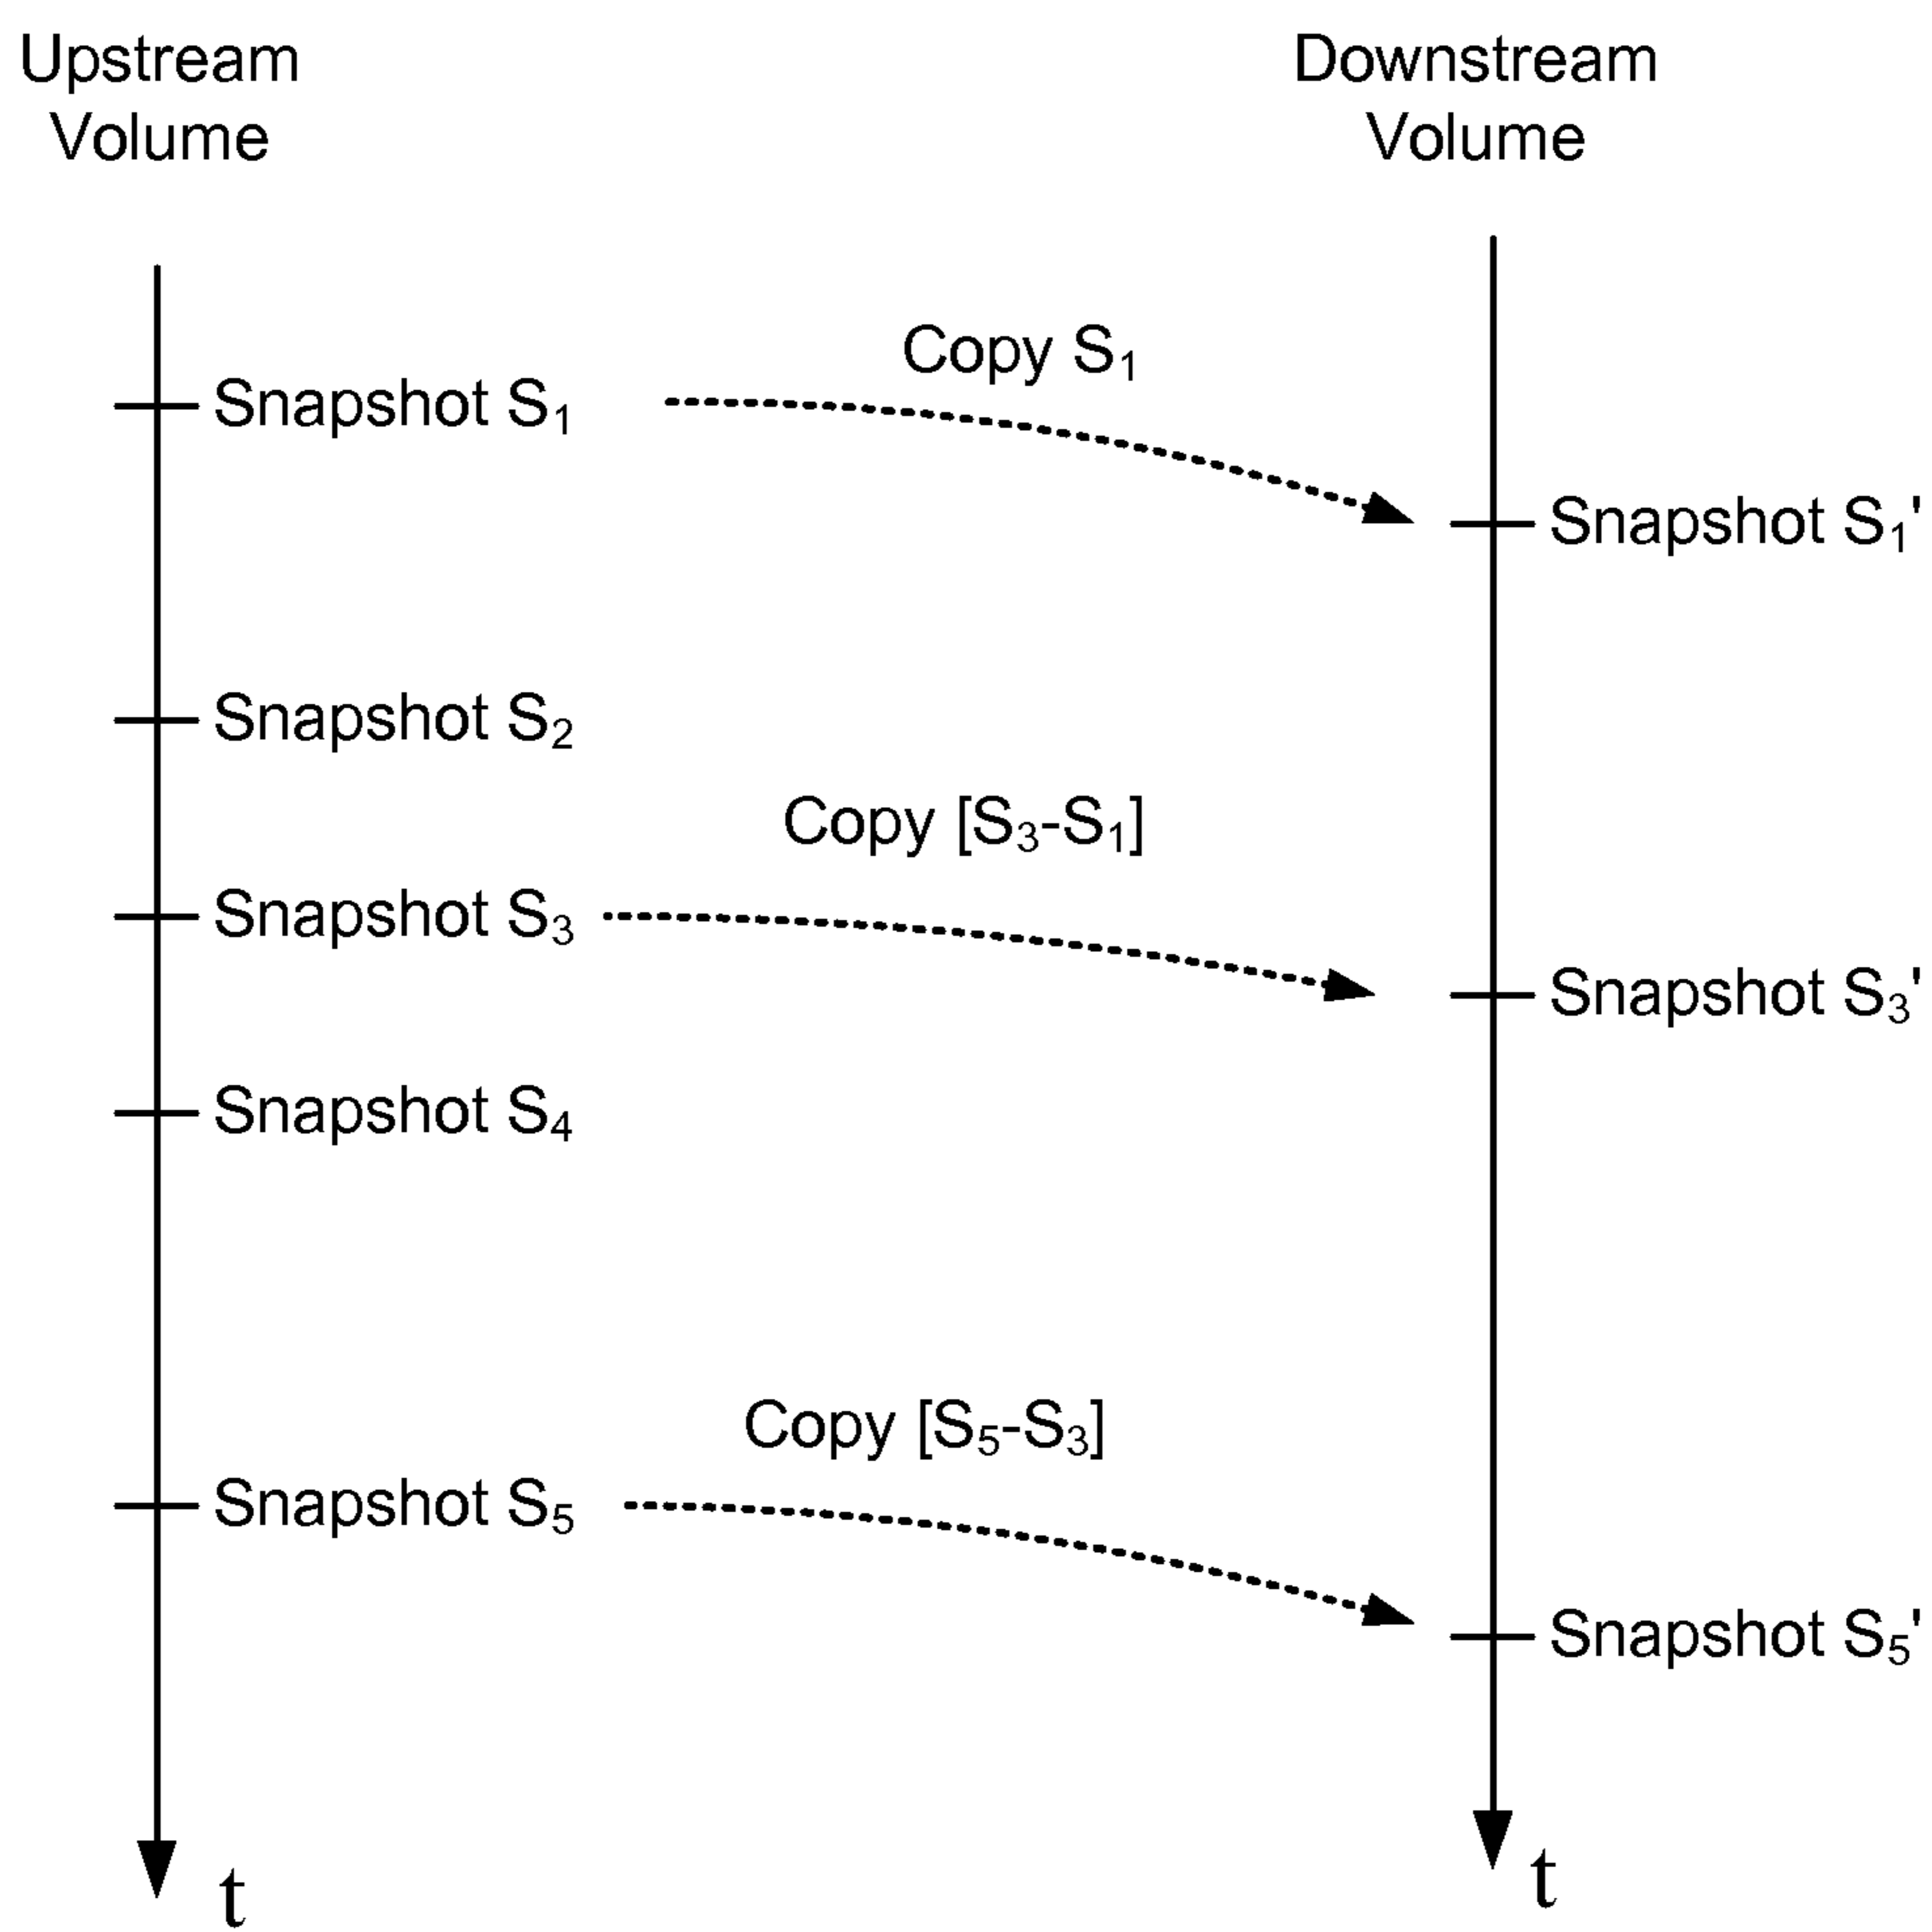 Upstream
Volume
Downstream
Volume
Copy S₁
Snapshot S₁
Snapshot S₁'
Snapshot S₂
Copy [S₃-S₁]
Snapshot S₃
Snapshot S₃'
Snapshot S₄
Copy [S₅-S₃]
Snapshot S₅
Snapshot S₅'
t
t